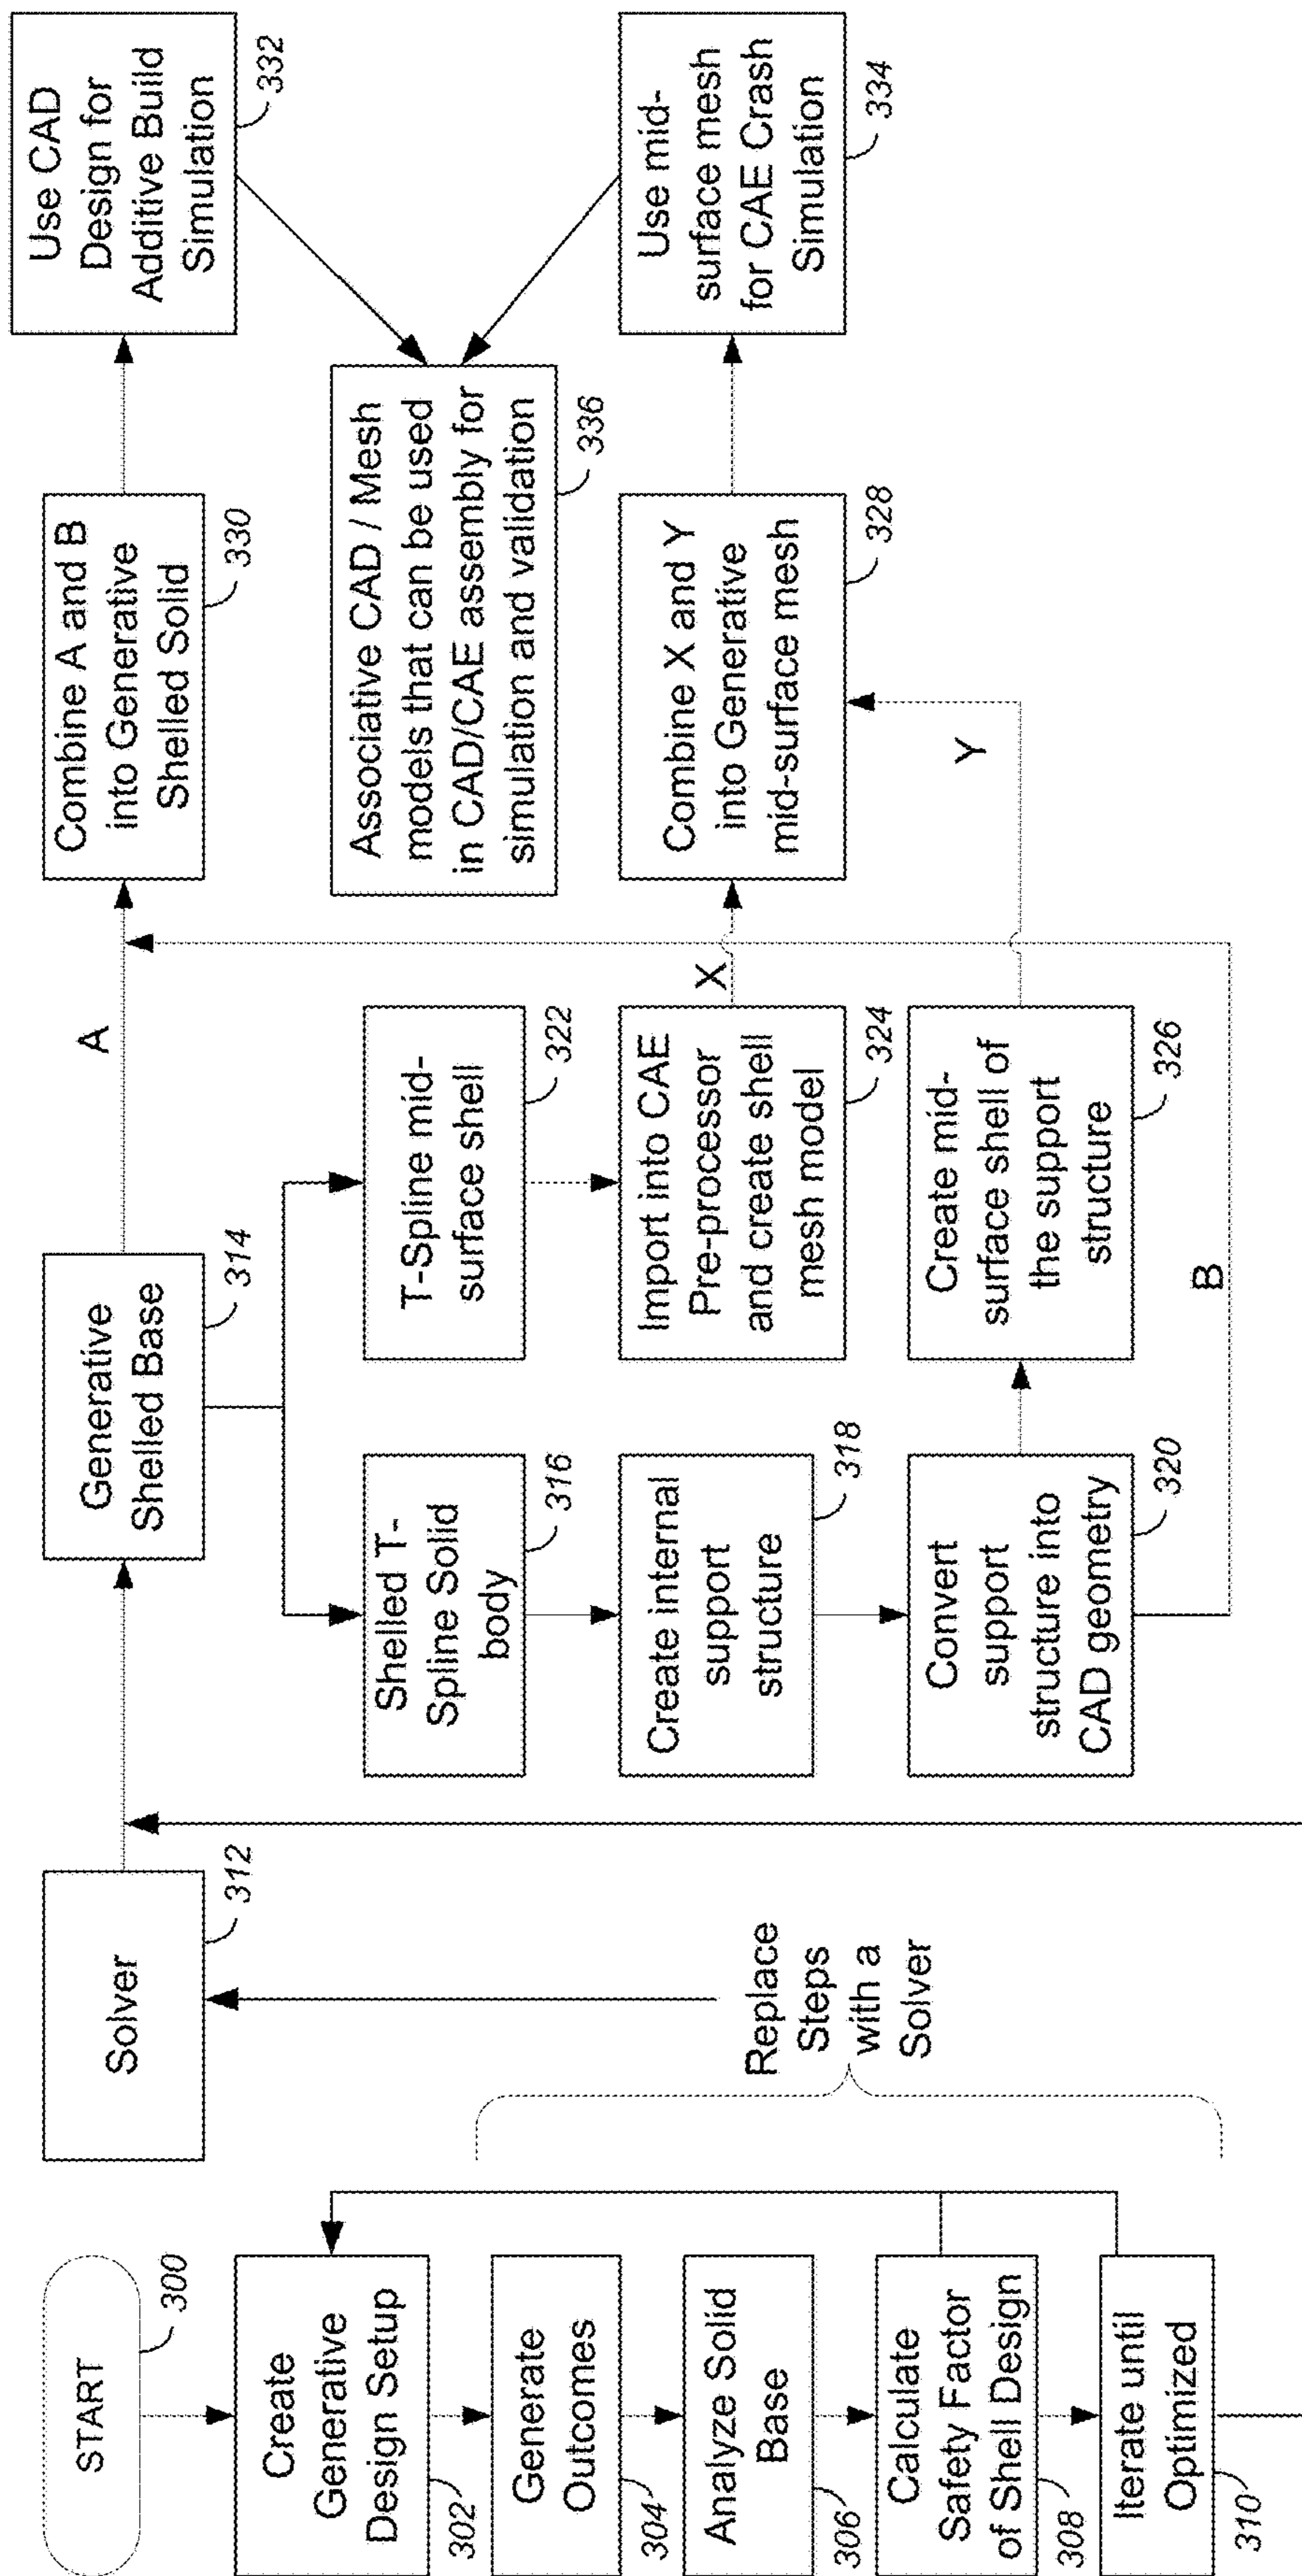 START
300
Create
Generative
Design Setup
302
Generate
Outcomes
304
Analyze Solid
Base
306
Calculate
Safety Factor
of Shell Design
308
Iterate until
Optimized
310
Replace
Steps
with a
Solver
Solver
312
Generative
Shelled Base
314
Shelled T-
Spline Solid
body
316
Create internal
support
structure
318
Convert
support
structure into
CAD geometry
320
T-Spline mid-
surface shell
322
Import into CAE
Pre-processor
and create shell
mesh model
324
Create mid-
surface shell of
the support
structure
326
A
X
Y
B
Combine A and B
into Generative
Shelled Solid
330
Associative CAD / Mesh
models that can be used
in CAD/CAE assembly for
simulation and validation
336
Combine X and Y
into Generative
mid-surface mesh
328
Use CAD
Design for
Additive Build
Simulation
332
Use mid-
surface mesh
for CAE Crash
Simulation
334